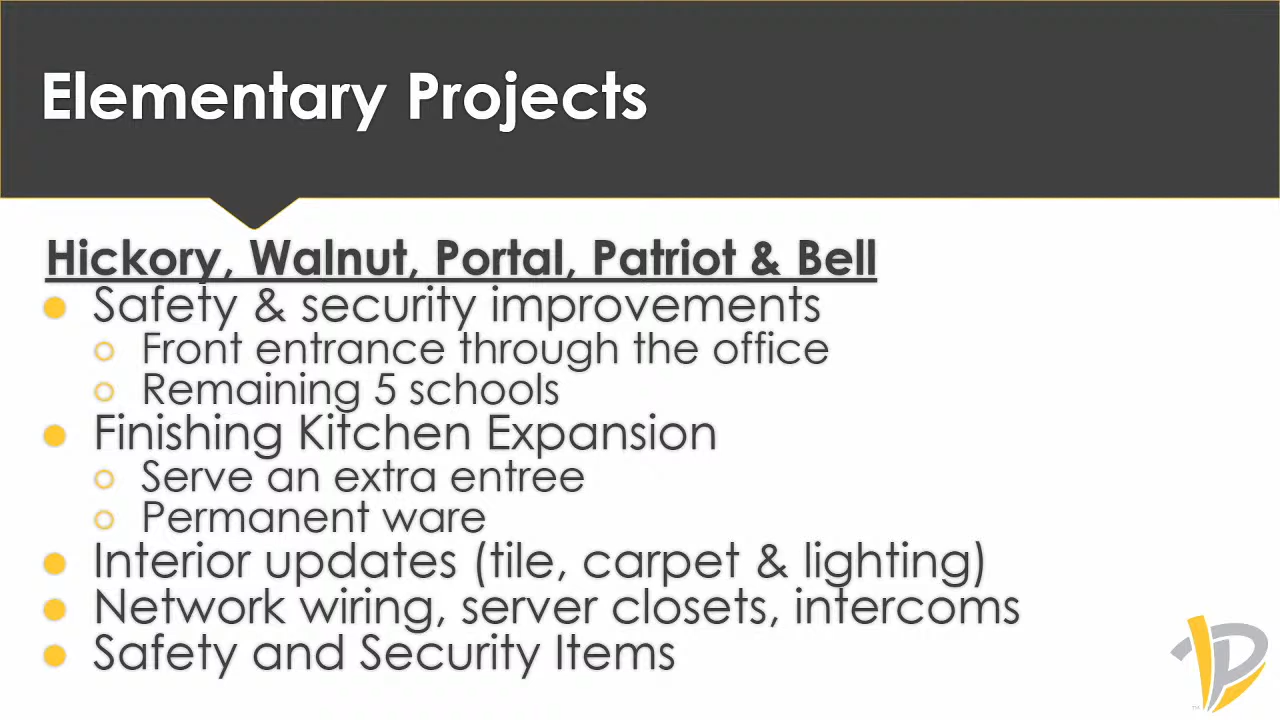 Elementary Projects
Hickory, Walnut, Portal, Patriot & Bell
Safety & security improvements
Front entrance through the office
Remaining 5 schools
Finishing Kitchen Expansion
Serve an extra entree
Permanent ware
Interior updates (tile, carpet & lighting)
Network wiring, server closets, intercoms
Safety and Security Items